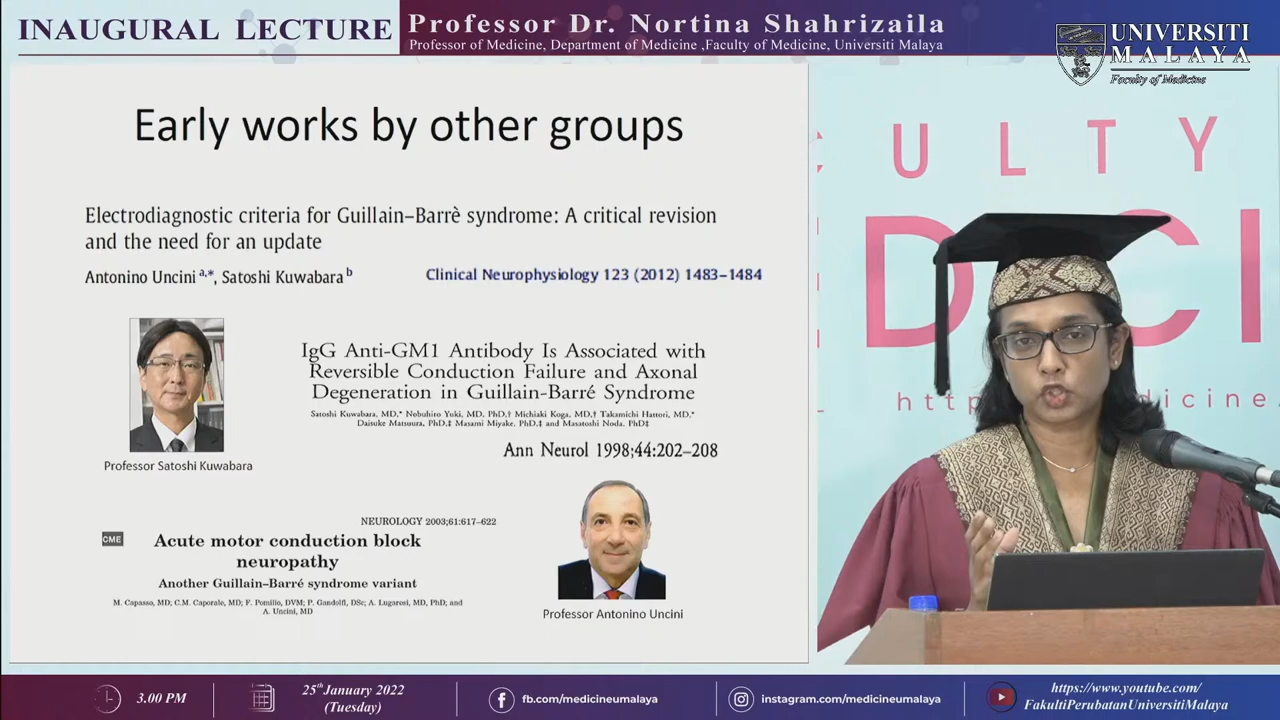 INAUGURAL LECTURE
Professor Dr. Nortina Shahrizaila
Professor of Medicine, Department of Medicine ,Faculty of Medicine, Universiti Malaya
UNIVERSITI
MALAYA
Faculty of Medicine
Early works by other groups
Electrodiagnostic criteria for Guillain–Barrè syndrome: A critical revision
and the need for an update
Antonino Uncini a,*, Satoshi Kuwabara b
Clinical Neurophysiology 123 (2012) 1483–1484
IgG Anti-GM1 Antibody Is Associated with
Reversible Conduction Failure and Axonal
Degeneration in Guillain-Barré Syndrome
Satoshi Kuwabara, MD,* Nobuhiro Yuki, MD, PhD,† Michiaki Koga, MD,† Takamichi Hattori, MD,*
Daisuke Matsuura, PhD,‡ Masami Miyake, PhD,‡ and Masatoshi Noda, PhD‡
Ann Neurol 1998;44:202–208
Professor Satoshi Kuwabara
NEUROLOGY 2003;61:617–622
CME
Acute motor conduction block
neuropathy
Another Guillain–Barré syndrome variant
M. Capasso, MD; C.M. Caporale, MD; F. Pomilio, DVM; P. Gandolfi, DSc; A. Lugaresi, MD, PhD; and
A. Uncini, MD
Professor Antonino Uncini
CULTY
DICI
http
dicine.
3.00 PM
25th January 2022
(Tuesday)
fb.com/medicineumalaya
instagram.com/medicineumalaya
https://www.youtube.com/
FakultiPerubatanUniversitiMalaya